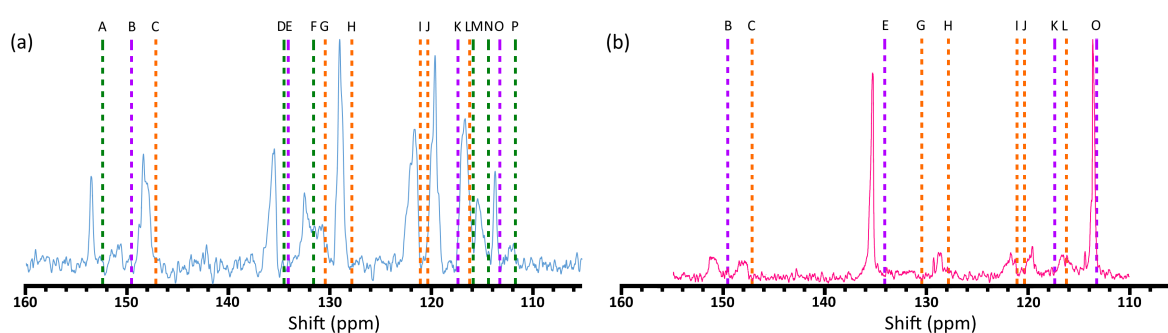 (a)
A B C D E F G H I J K L M N O P
160 150 140 130 120 110
Shift (ppm)
(b)
B C E G H I J K L O
160 150 140 130 120 110
Shift (ppm)